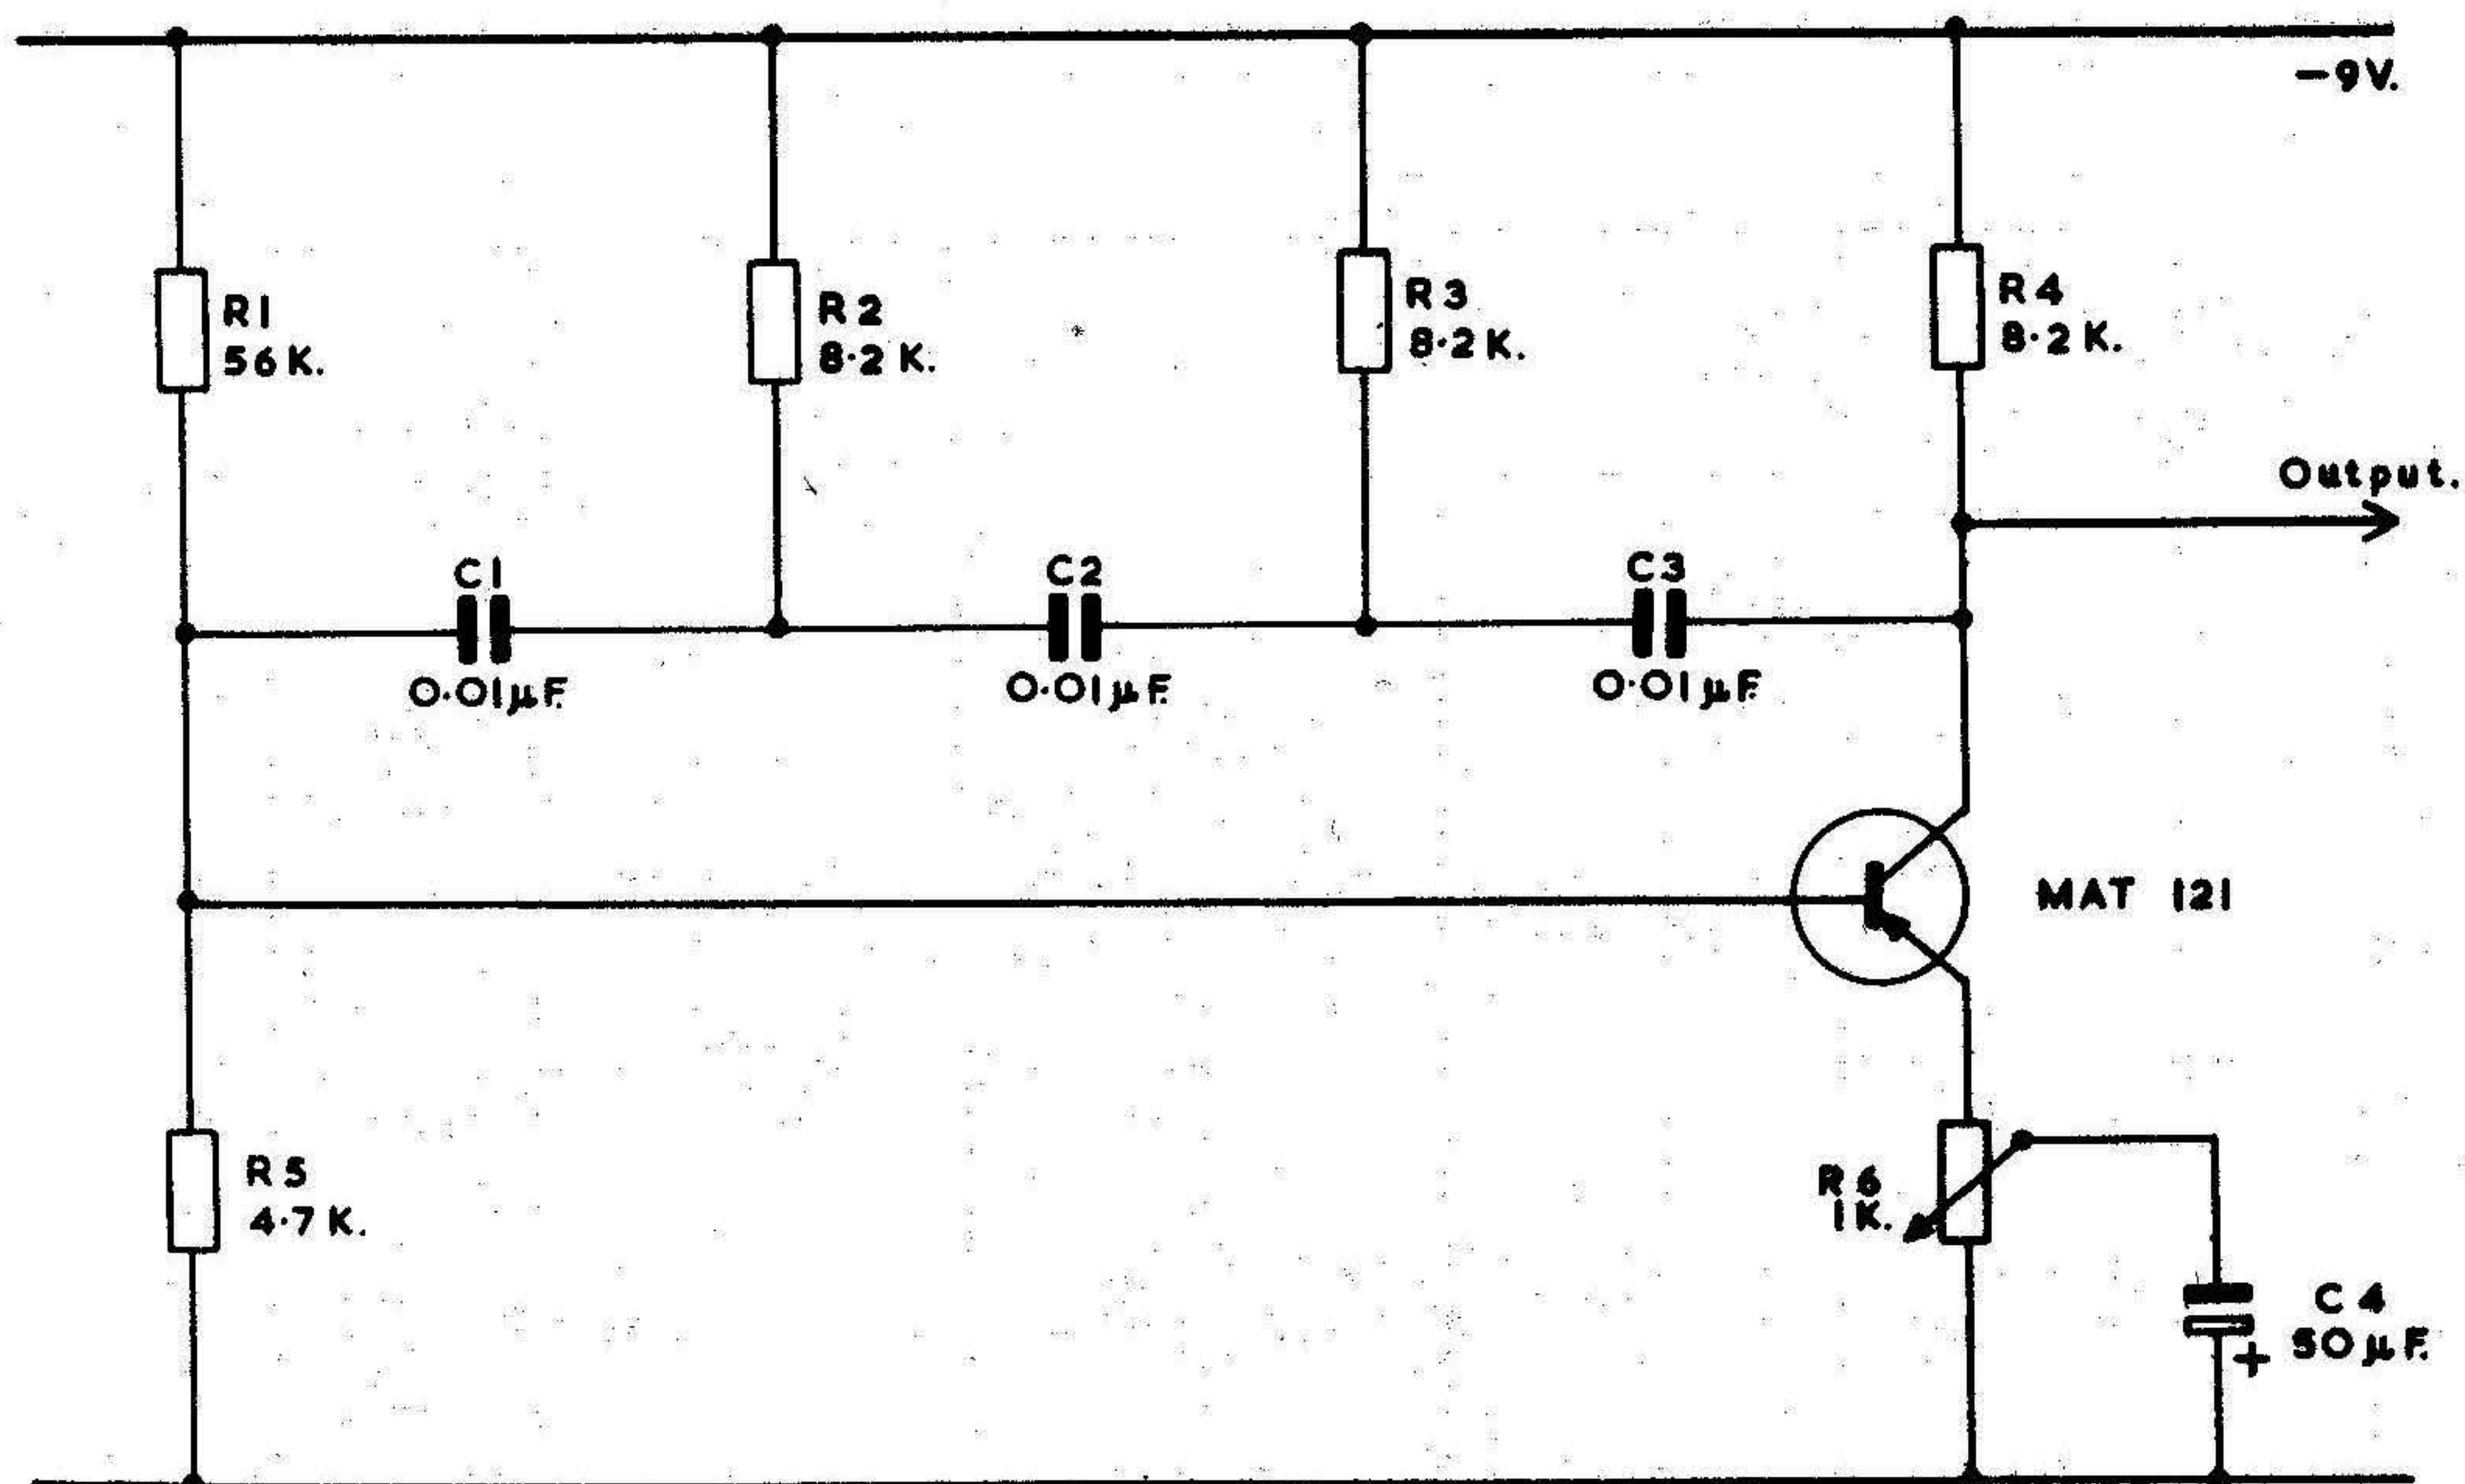 -9V.
R1
56K.
R2
8·2K.
R3
8·2K.
R4
8·2K.
Output.
C1
0·01µF.
C2
0·01µF.
C3
0·01µF.
MAT 121
R5
4·7K.
R6
1K.
C4
50µF.
+